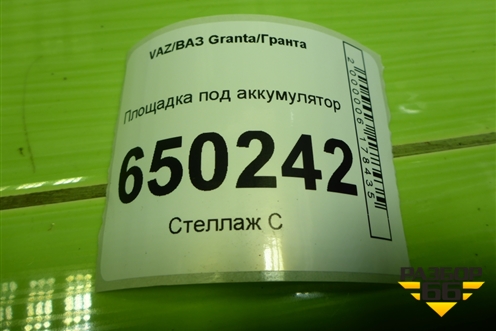 VAZ/ВАЗ Granta/Гранта
Площадка под аккумулятор
650242
Стеллаж С
2000006178435
РАЗБОР
66